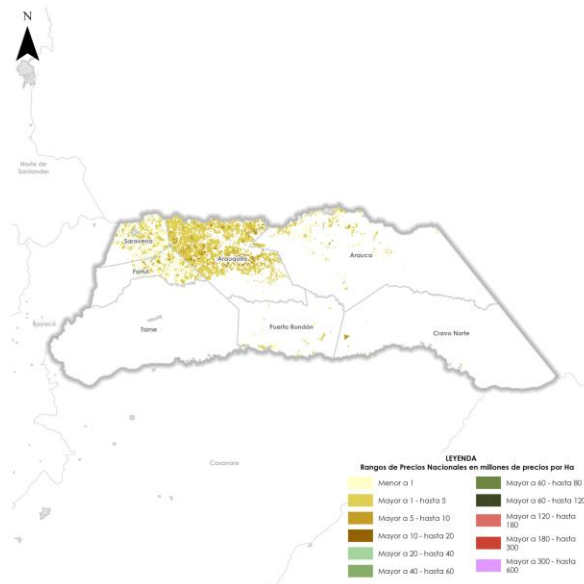 N
Norte de
Santander
Saravena
Arauquita
Arauca
Fortul
Boyacá
Tame
Puerto Rondón
Cravo Norte
Casanare
LEYENDA
Rangos de Precios Nacionales en millones de precios por Ha
Menor a 1
Mayor a 1 - hasta 5
Mayor a 5 - hasta 10
Mayor a 10 - hasta 20
Mayor a 20 - hasta 40
Mayor a 40 - hasta 60
Mayor a 60 - hasta 80
Mayor a 60 - hasta 120
Mayor a 120 - hasta
180
Mayor a 180 - hasta
300
Mayor a 300 - hasta
600